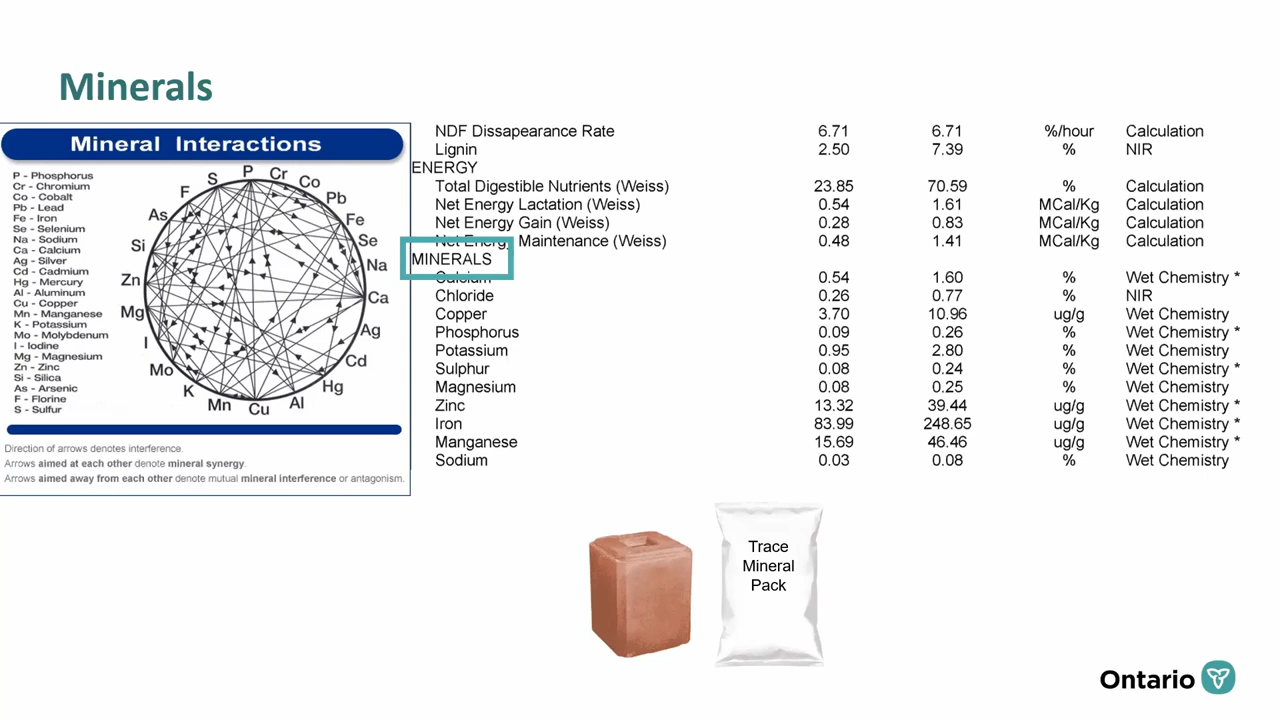 Minerals
Mineral Interactions
P - Phosphorus
Cr - Chromium
Co - Cobalt
Pb - Lead
Fe - Iron
Se - Selenium
Na - Sodium
Ca - Calcium
Ag - Silver
Cd - Cadmium
Hg - Mercury
Al - Aluminum
Cu - Copper
Mn - Manganese
K - Potassium
Mo - Molybdenum
I - Iodine
Mg - Magnesium
Zn - Zinc
Si - Silica
As - Arsenic
F - Florine
S - Sulfur
P
Cr
Co
Pb
Fe
Se
Na
Ca
Ag
Cd
Hg
Al
Cu
Mn
K
Mo
I
Mg
Zn
Si
As
F
S
Direction of arrows denotes interference.
Arrows aimed at each other denote mineral synergy.
Arrows aimed away from each other denote mutual mineral interference or antagonism.
NDF Dissapearance Rate 6.71 6.71 %/hour Calculation
Lignin 2.50 7.39 % NIR
ENERGY
Total Digestible Nutrients (Weiss) 23.85 70.59 % Calculation
Net Energy Lactation (Weiss) 0.54 1.61 MCal/Kg Calculation
Net Energy Gain (Weiss) 0.28 0.83 MCal/Kg Calculation
Net Energy Maintenance (Weiss) 0.48 1.41 MCal/Kg Calculation
MINERALS
Calcium 0.54 1.60 % Wet Chemistry *
Chloride 0.26 0.77 % NIR
Copper 3.70 10.96 ug/g Wet Chemistry
Phosphorus 0.09 0.26 % Wet Chemistry *
Potassium 0.95 2.80 % Wet Chemistry
Sulphur 0.08 0.24 % Wet Chemistry *
Magnesium 0.08 0.25 % Wet Chemistry
Zinc 13.32 39.44 ug/g Wet Chemistry *
Iron 83.99 248.65 ug/g Wet Chemistry *
Manganese 15.69 46.46 ug/g Wet Chemistry *
Sodium 0.03 0.08 % Wet Chemistry
Trace
Mineral
Pack
Ontario